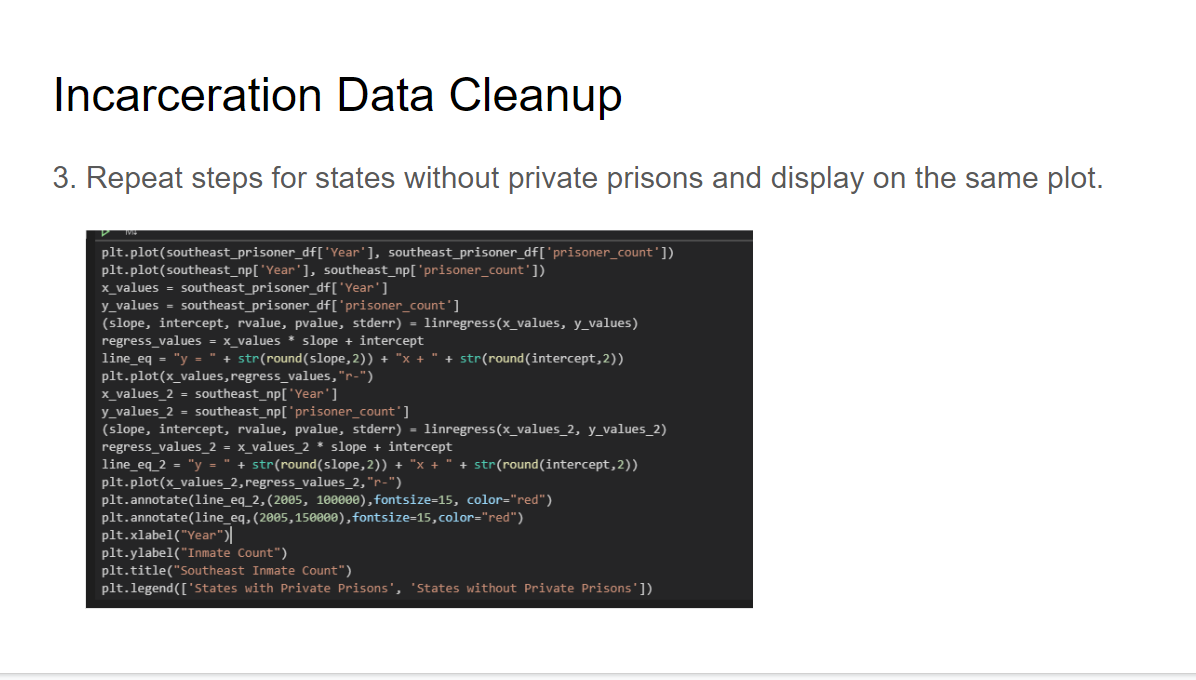 Incarceration Data Cleanup
3. Repeat steps for states without private prisons and display on the same plot.
plt.plot(southeast_prisoner_df['Year'], southeast_prisoner_df['prisoner_count'])
plt.plot(southeast_np['Year'], southeast_np['prisoner_count'])
x_values = southeast_prisoner_df['Year']
y_values = southeast_prisoner_df['prisoner_count']
(slope, intercept, rvalue, pvalue, stderr) = linregress(x_values, y_values)
regress_values = x_values * slope + intercept
line_eq = "y = " + str(round(slope,2)) + "x + " + str(round(intercept,2))
plt.plot(x_values,regress_values,"r-")
x_values_2 = southeast_np['Year']
y_values_2 = southeast_np['prisoner_count']
(slope, intercept, rvalue, pvalue, stderr) = linregress(x_values_2, y_values_2)
regress_values_2 = x_values_2 * slope + intercept
line_eq_2 = "y = " + str(round(slope,2)) + "x + " + str(round(intercept,2))
plt.plot(x_values_2,regress_values_2,"r-")
plt.annotate(line_eq_2,(2005, 100000),fontsize=15, color="red")
plt.annotate(line_eq,(2005,150000),fontsize=15,color="red")
plt.xlabel("Year")
plt.ylabel("Inmate Count")
plt.title("Southeast Inmate Count")
plt.legend(['States with Private Prisons', 'States without Private Prisons'])